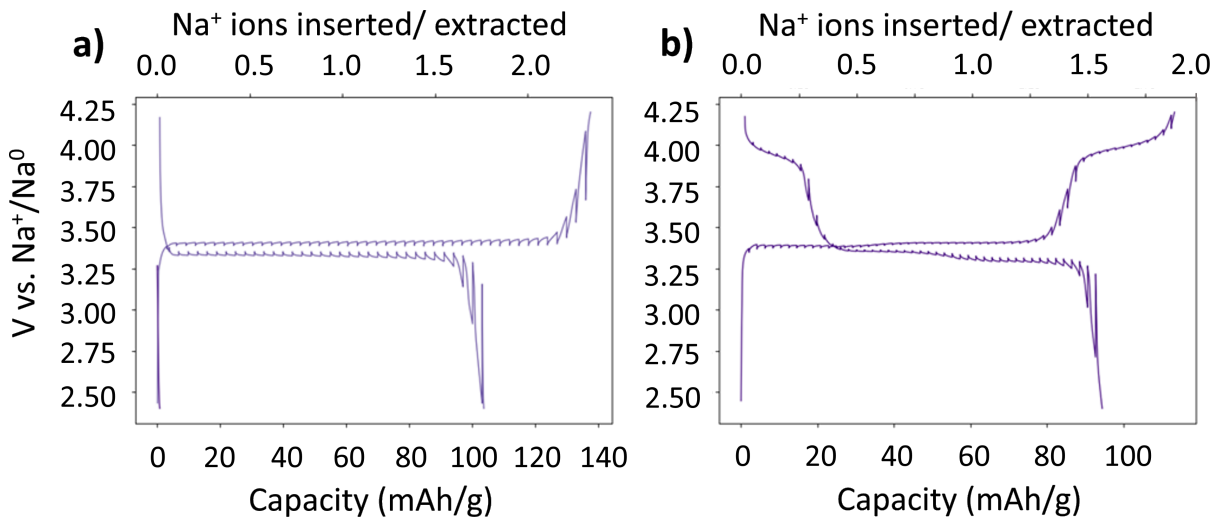 a)
Na⁺ ions inserted/ extracted
0.0 0.5 1.0 1.5 2.0
V vs. Na⁺/Na⁰
4.25
4.00
3.75
3.50
3.25
3.00
2.75
2.50
0 20 40 60 80 100 120 140
Capacity (mAh/g)
b)
Na⁺ ions inserted/ extracted
0.0 0.5 1.0 1.5 2.0
4.25
4.00
3.75
3.50
3.25
3.00
2.75
2.50
0 20 40 60 80 100
Capacity (mAh/g)